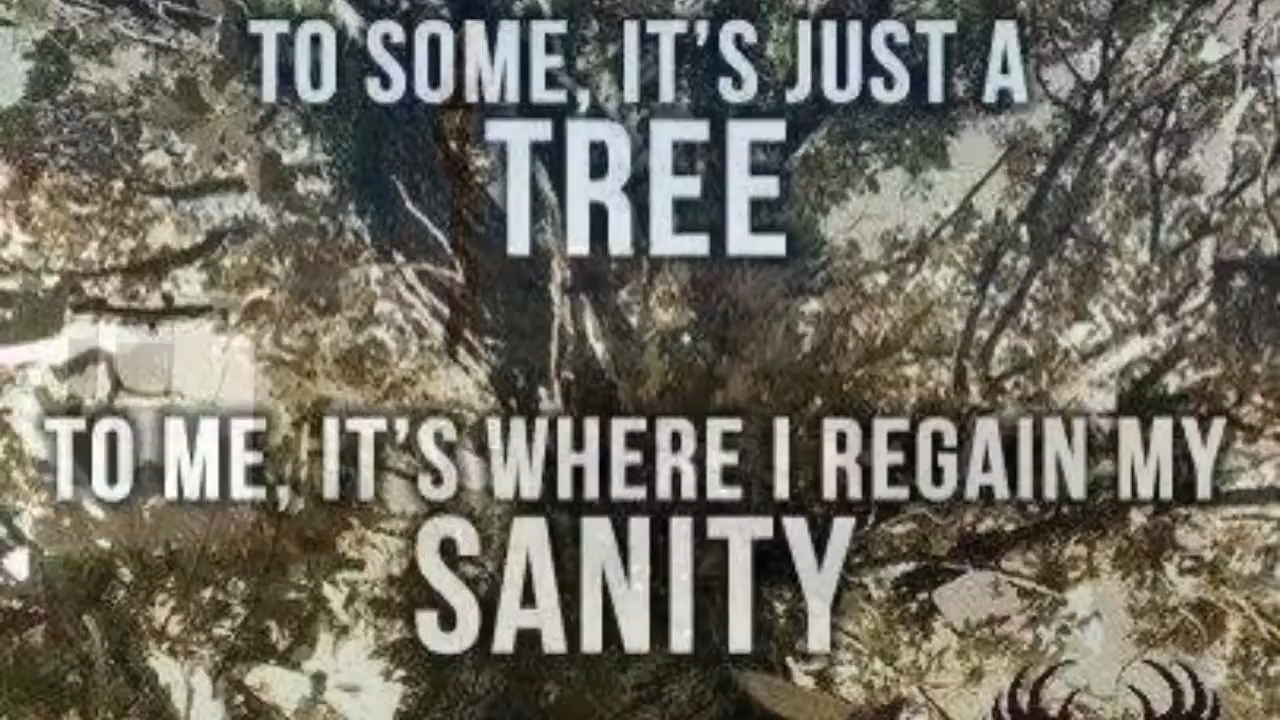 TO SOME, IT'S JUST A
TREE
TO ME, IT'S WHERE I REGAIN MY
SANITY